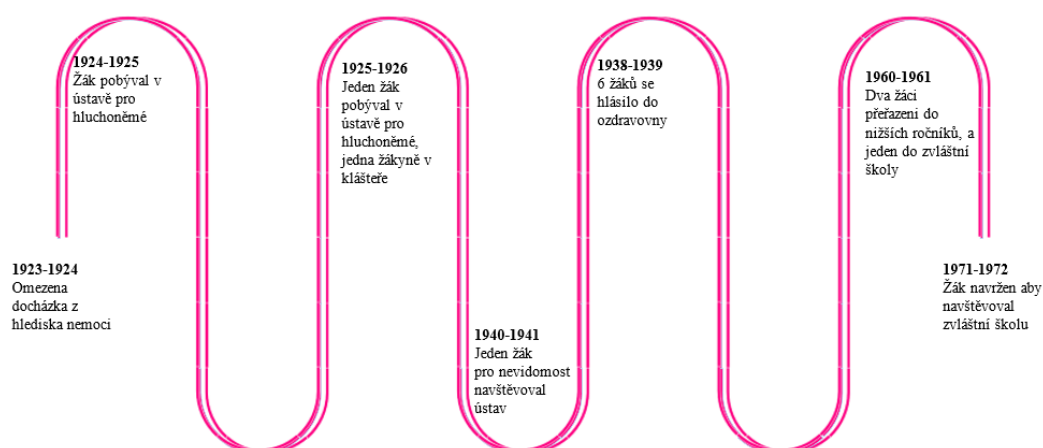 1923-1924
Omezena
docházka z
hlediska nemoci
1924-1925
Žák pobýval v
ústavě pro
hluchoněmé
1925-1926
Jeden žák
pobýval v
ústavě pro
hluchoněmé,
jedna žákyně v
klášteře
1940-1941
Jeden žák
pro nevidomost
navštěvoval
ústav
1938-1939
6 žáků se
hlásilo do
ozdravovny
1960-1961
Dva žáci
přeřazeni do
nižších ročníků, a
jeden do zvláštní
školy
1971-1972
Žák navržen aby
navštěvoval
zvláštní školu